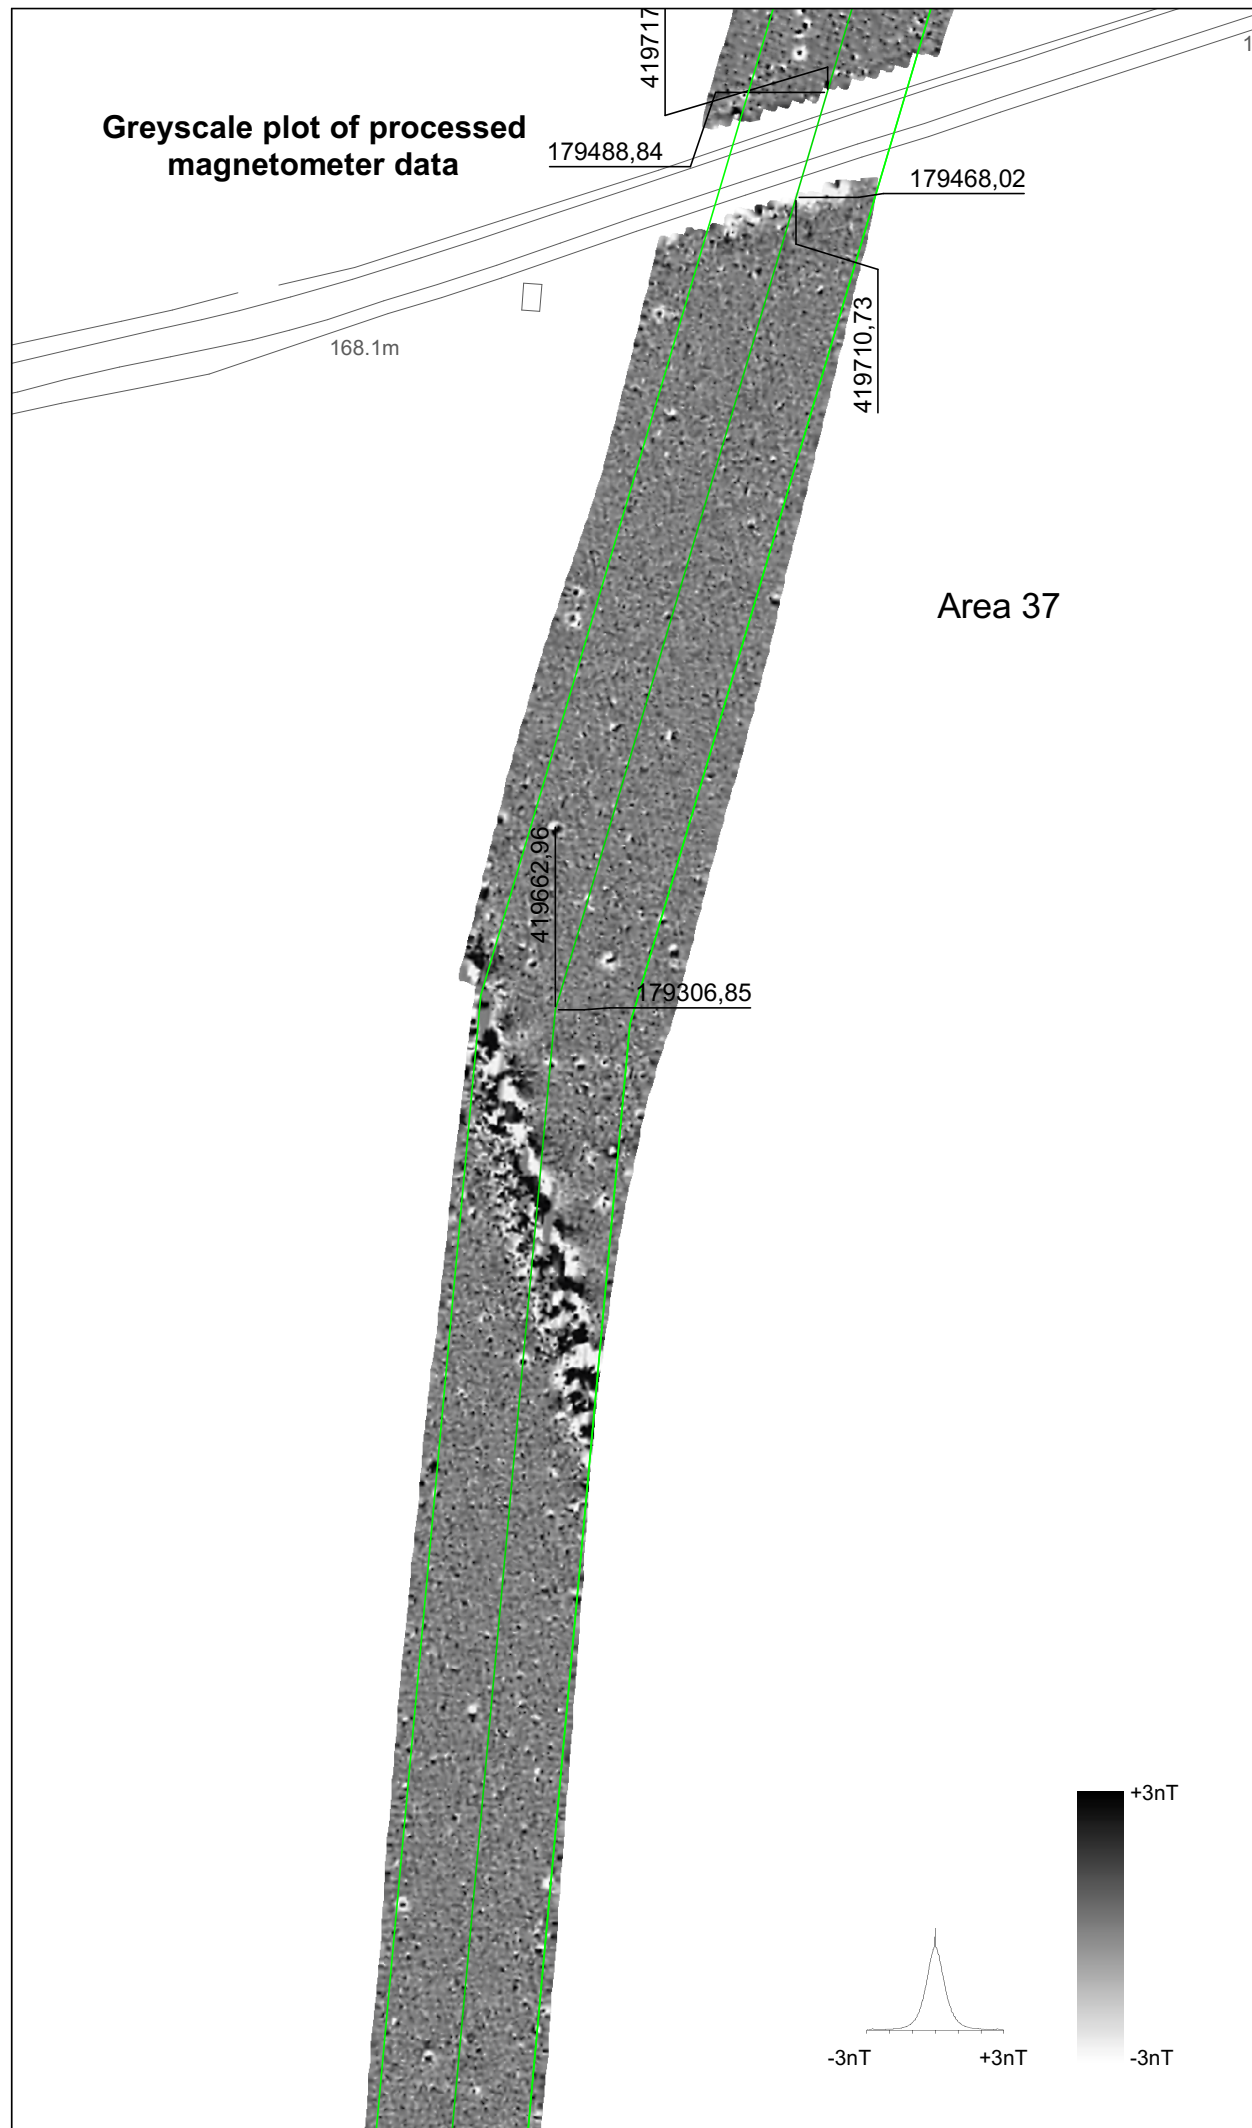 419717
1
Greyscale plot of processed
magnetometer data
179488,84
179468,02
419710,73
168.1m
Area 37
419662,96
179306,85
+3nT
-3nT
+3nT
-3nT